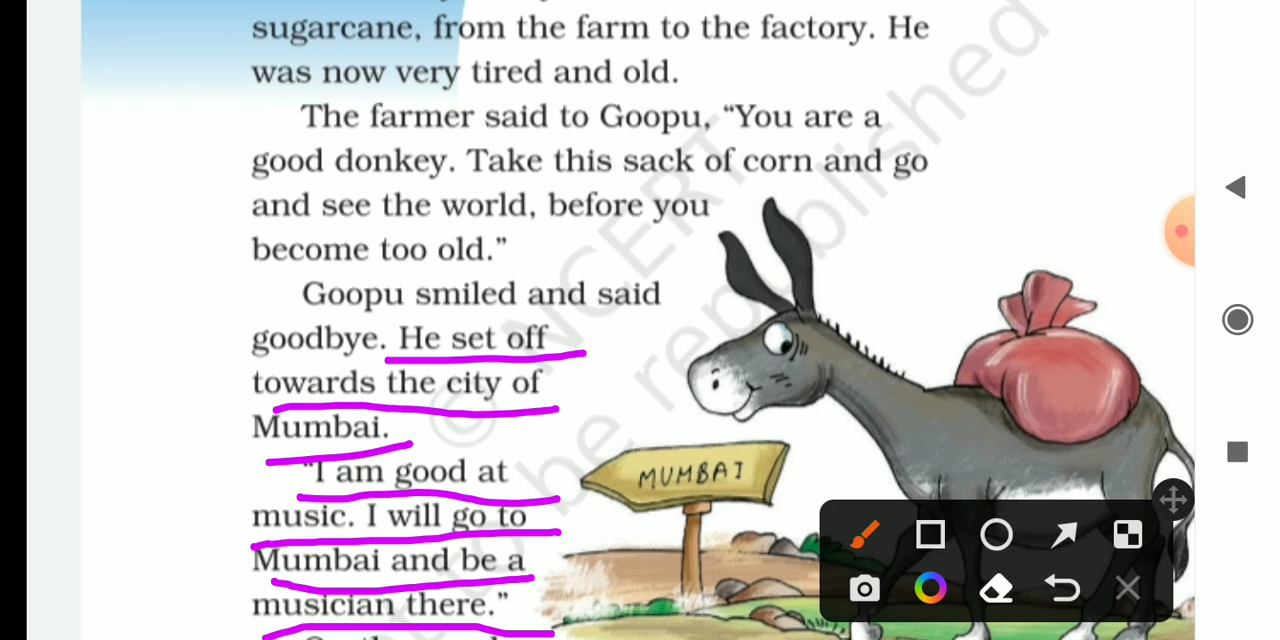 sugarcane, from the farm to the factory. He
was now very tired and old.
The farmer said to Goopu, “You are a
good donkey. Take this sack of corn and go
and see the world, before you
become too old.”
Goopu smiled and said
goodbye. He set off
towards the city of
Mumbai.
“I am good at
music. I will go to
Mumbai and be a
musician there.”
MUMBAI
© NCERT
be republished